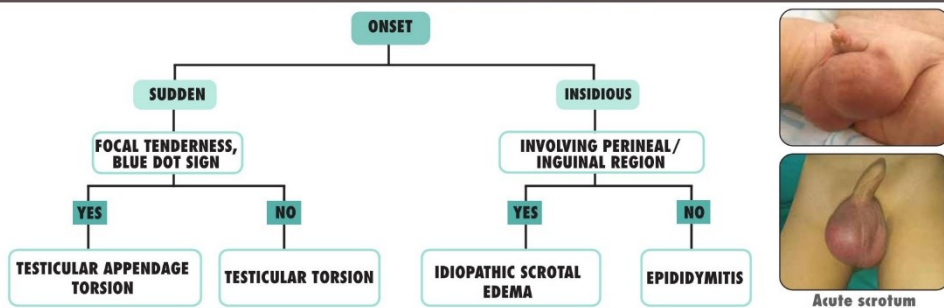 ONSET
SUDDEN
INSIDIOUS
FOCAL TENDERNESS,
BLUE DOT SIGN
INVOLVING PERINEAL/
INGUINAL REGION
YES
NO
YES
NO
TESTICULAR APPENDAGE
TORSION
TESTICULAR TORSION
IDIOPATHIC SCROTAL
EDEMA
EPIDIDYMITIS
Acute scrotum